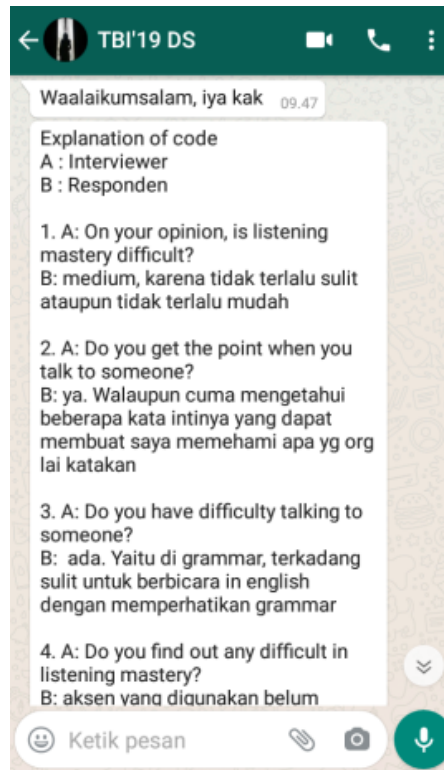 TBI'19 DS
Waalaikumsalam, iya kak 09.47
Explanation of code
A : Interviewer
B : Responden
1. A: On your opinion, is listening
mastery difficult?
B: medium, karena tidak terlalu sulit
ataupun tidak terlalu mudah
2. A: Do you get the point when you
talk to someone?
B: ya. Walaupun cuma mengetahui
beberapa kata intinya yang dapat
membuat saya memehami apa yg org
lai katakan
3. A: Do you have difficulty talking to
someone?
B:  ada. Yaitu di grammar, terkadang
sulit untuk berbicara in english
dengan memperhatikan grammar
4. A: Do you find out any difficult in
listening mastery?
B: aksen yang digunakan belum
Ketik pesan